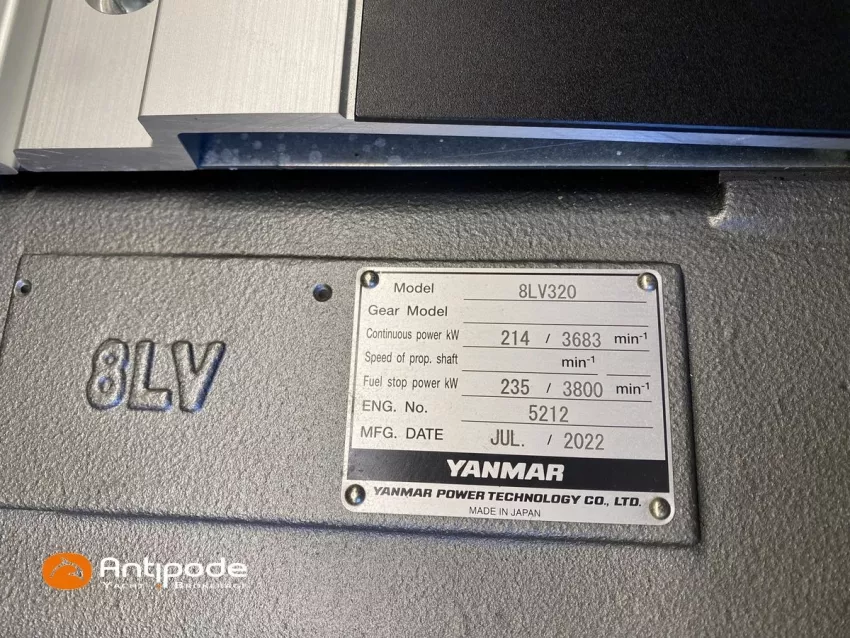 8LV
Model 8LV320
Gear Model
Continuous power kW 214 / 3683 min⁻¹
Speed of prop. shaft min⁻¹
Fuel stop power kW 235 / 3800 min⁻¹
ENG. No. 5212
MFG. DATE JUL. / 2022
YANMAR
YANMAR POWER TECHNOLOGY CO., LTD.
MADE IN JAPAN
Antipode
YACHT BROKERAGE